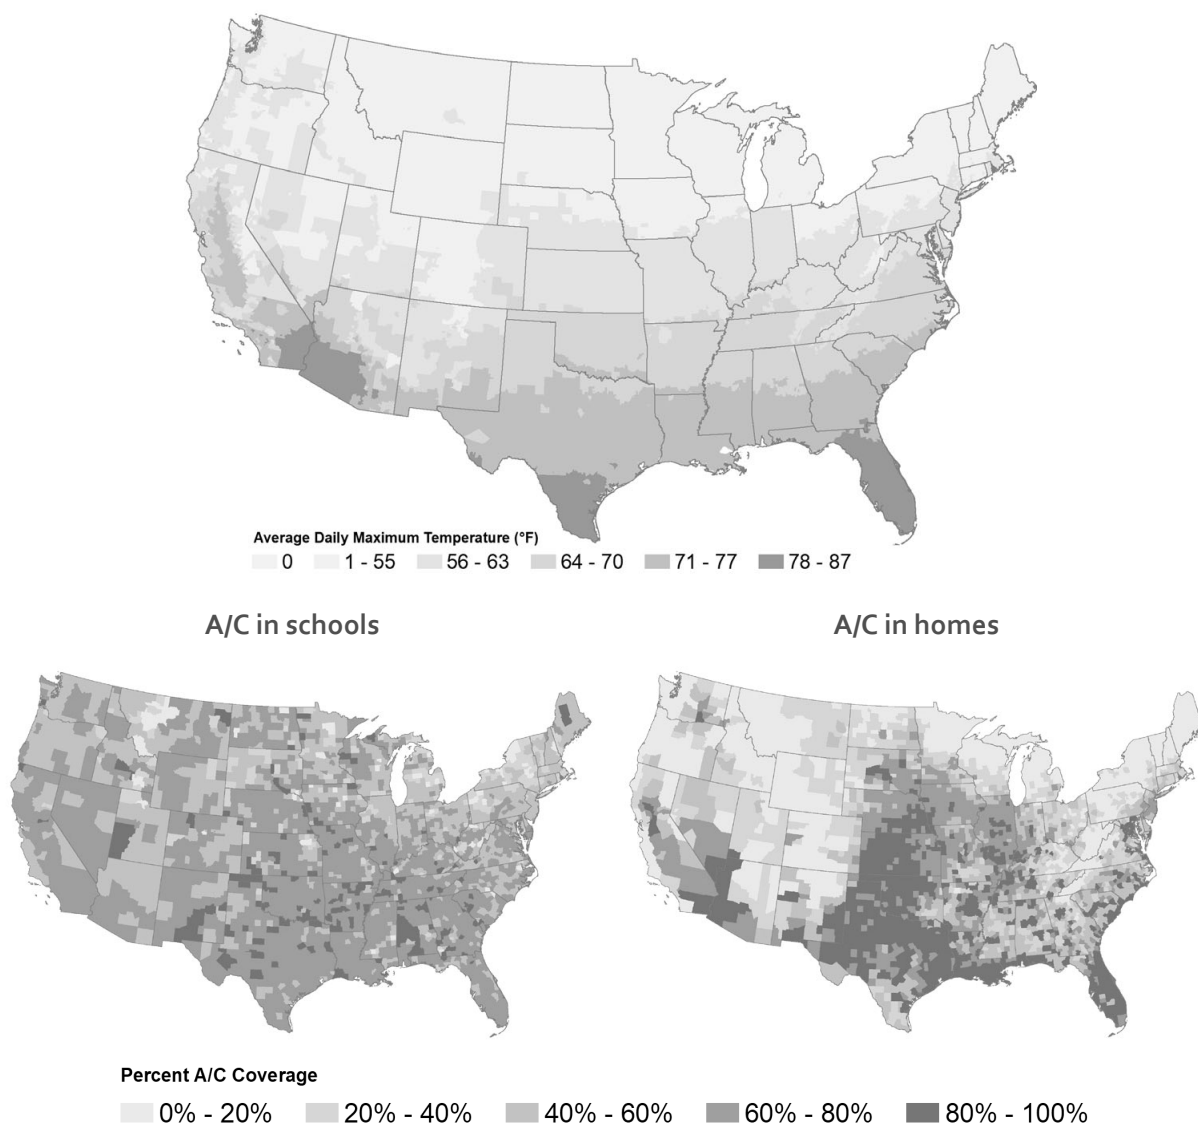 Average Daily Maximum Temperature (°F)
0 1 - 55 56 - 63 64 - 70 71 - 77 78 - 87
A/C in schools A/C in homes
Percent A/C Coverage
0% - 20% 20% - 40% 40% - 60% 60% - 80% 80% - 100%